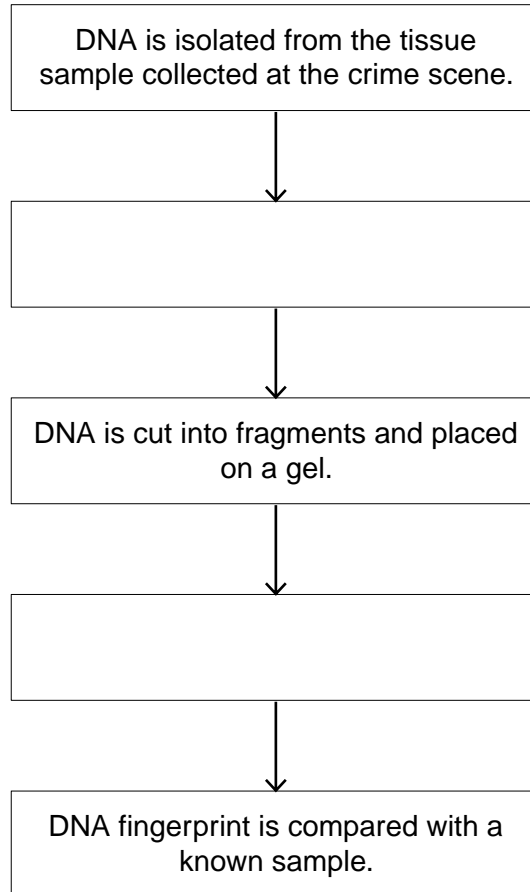 DNA is isolated from the tissue
sample collected at the crime scene.
DNA is cut into fragments and placed
on a gel.
DNA fingerprint is compared with a
known sample.